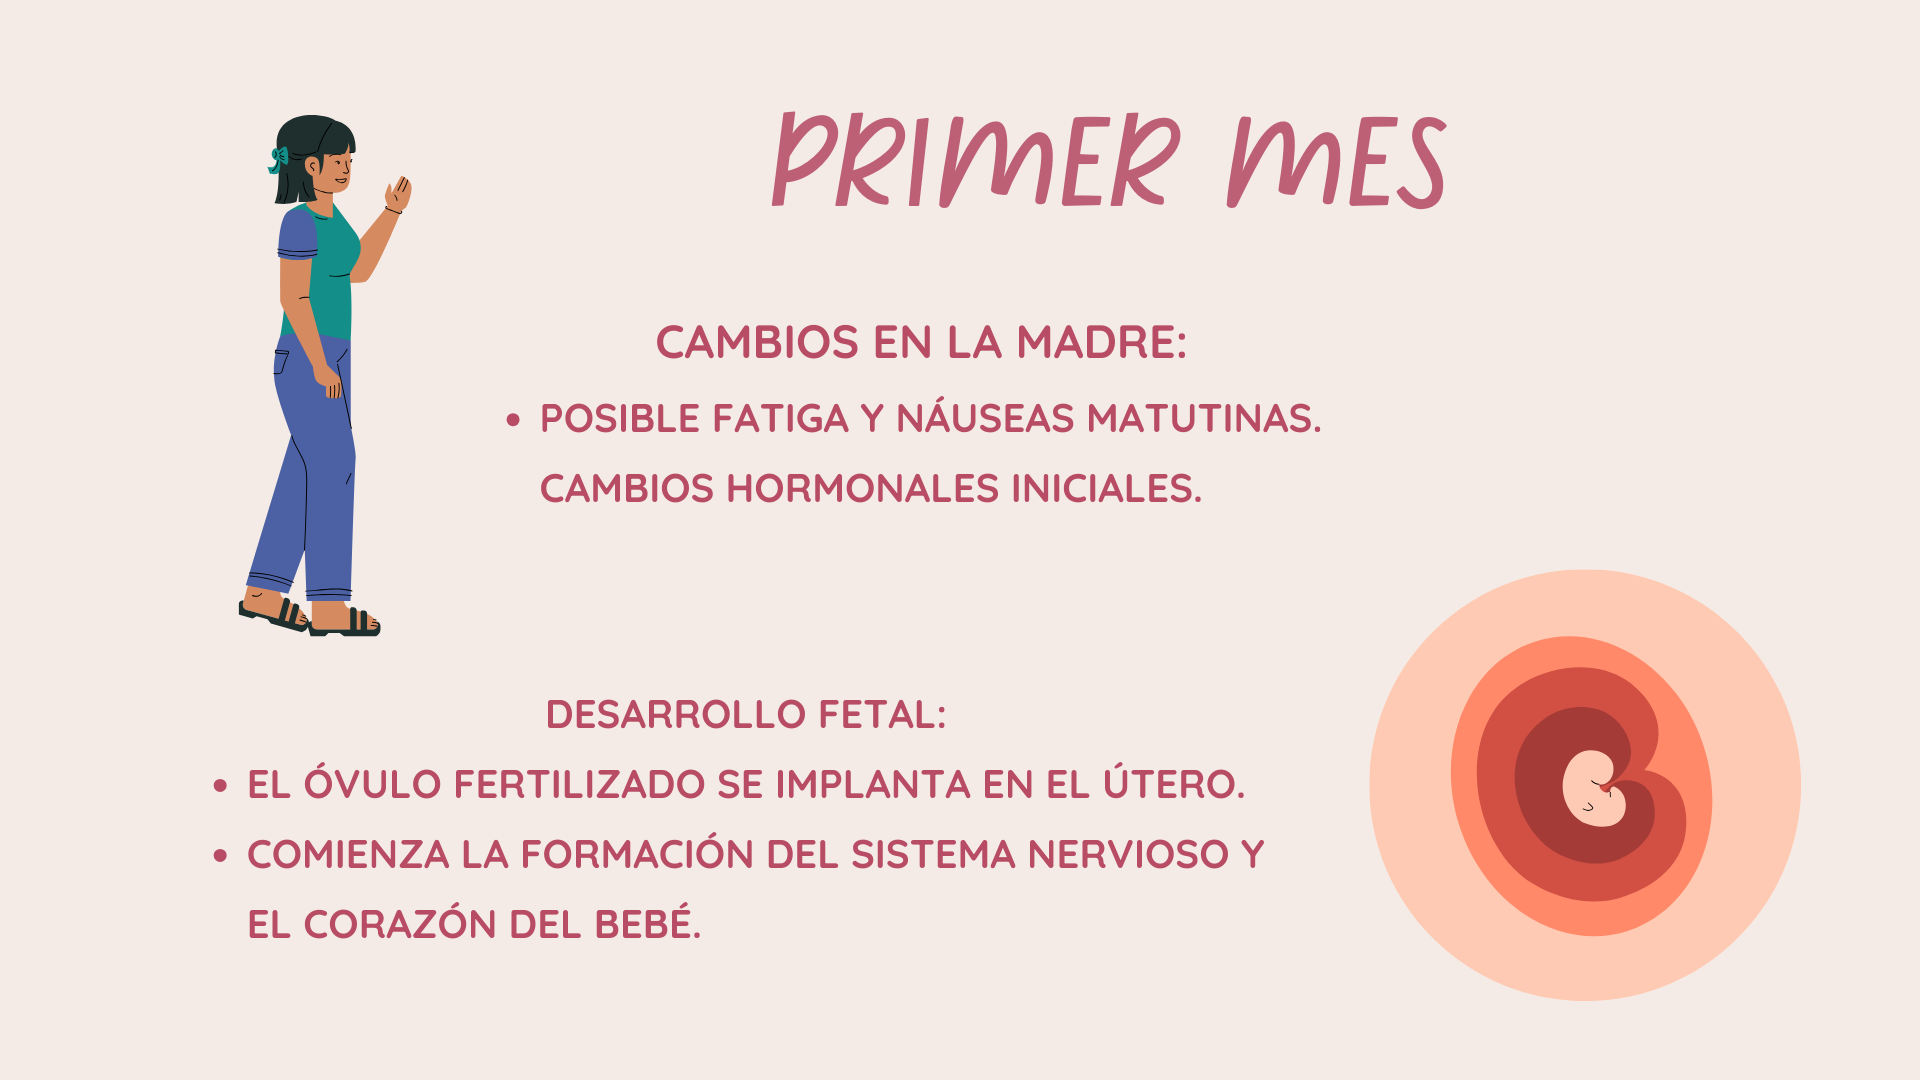 PRIMER MES
CAMBIOS EN LA MADRE:
• POSIBLE FATIGA Y NÁUSEAS MATUTINAS.
CAMBIOS HORMONALES INICIALES.
DESARROLLO FETAL:
• EL ÓVULO FERTILIZADO SE IMPLANTA EN EL ÚTERO.
• COMIENZA LA FORMACIÓN DEL SISTEMA NERVIOSO Y
EL CORAZÓN DEL BEBÉ.